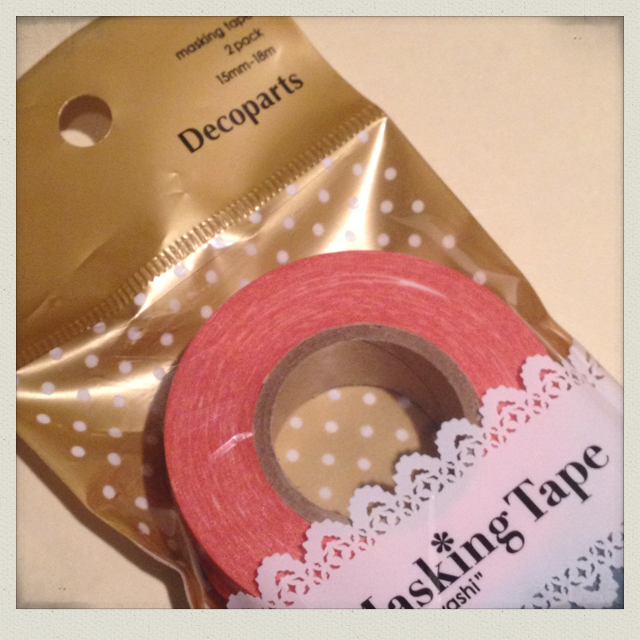 masking tape
2 pack
15mm-18m
Decoparts
Masking Tape